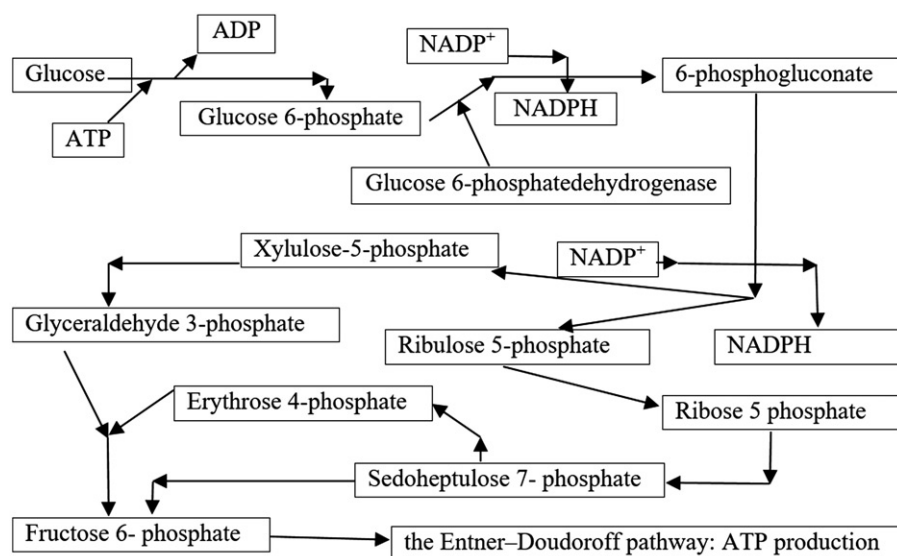 ADP
NADP⁺
Glucose
6-phosphogluconate
Glucose 6-phosphate
NADPH
ATP
Glucose 6-phosphatedehydrogenase
Xylulose-5-phosphate
NADP⁺
Glyceraldehyde 3-phosphate
Ribulose 5-phosphate
NADPH
Erythrose 4-phosphate
Ribose 5 phosphate
Sedoheptulose 7- phosphate
Fructose 6- phosphate
the Entner–Doudoroff pathway: ATP production